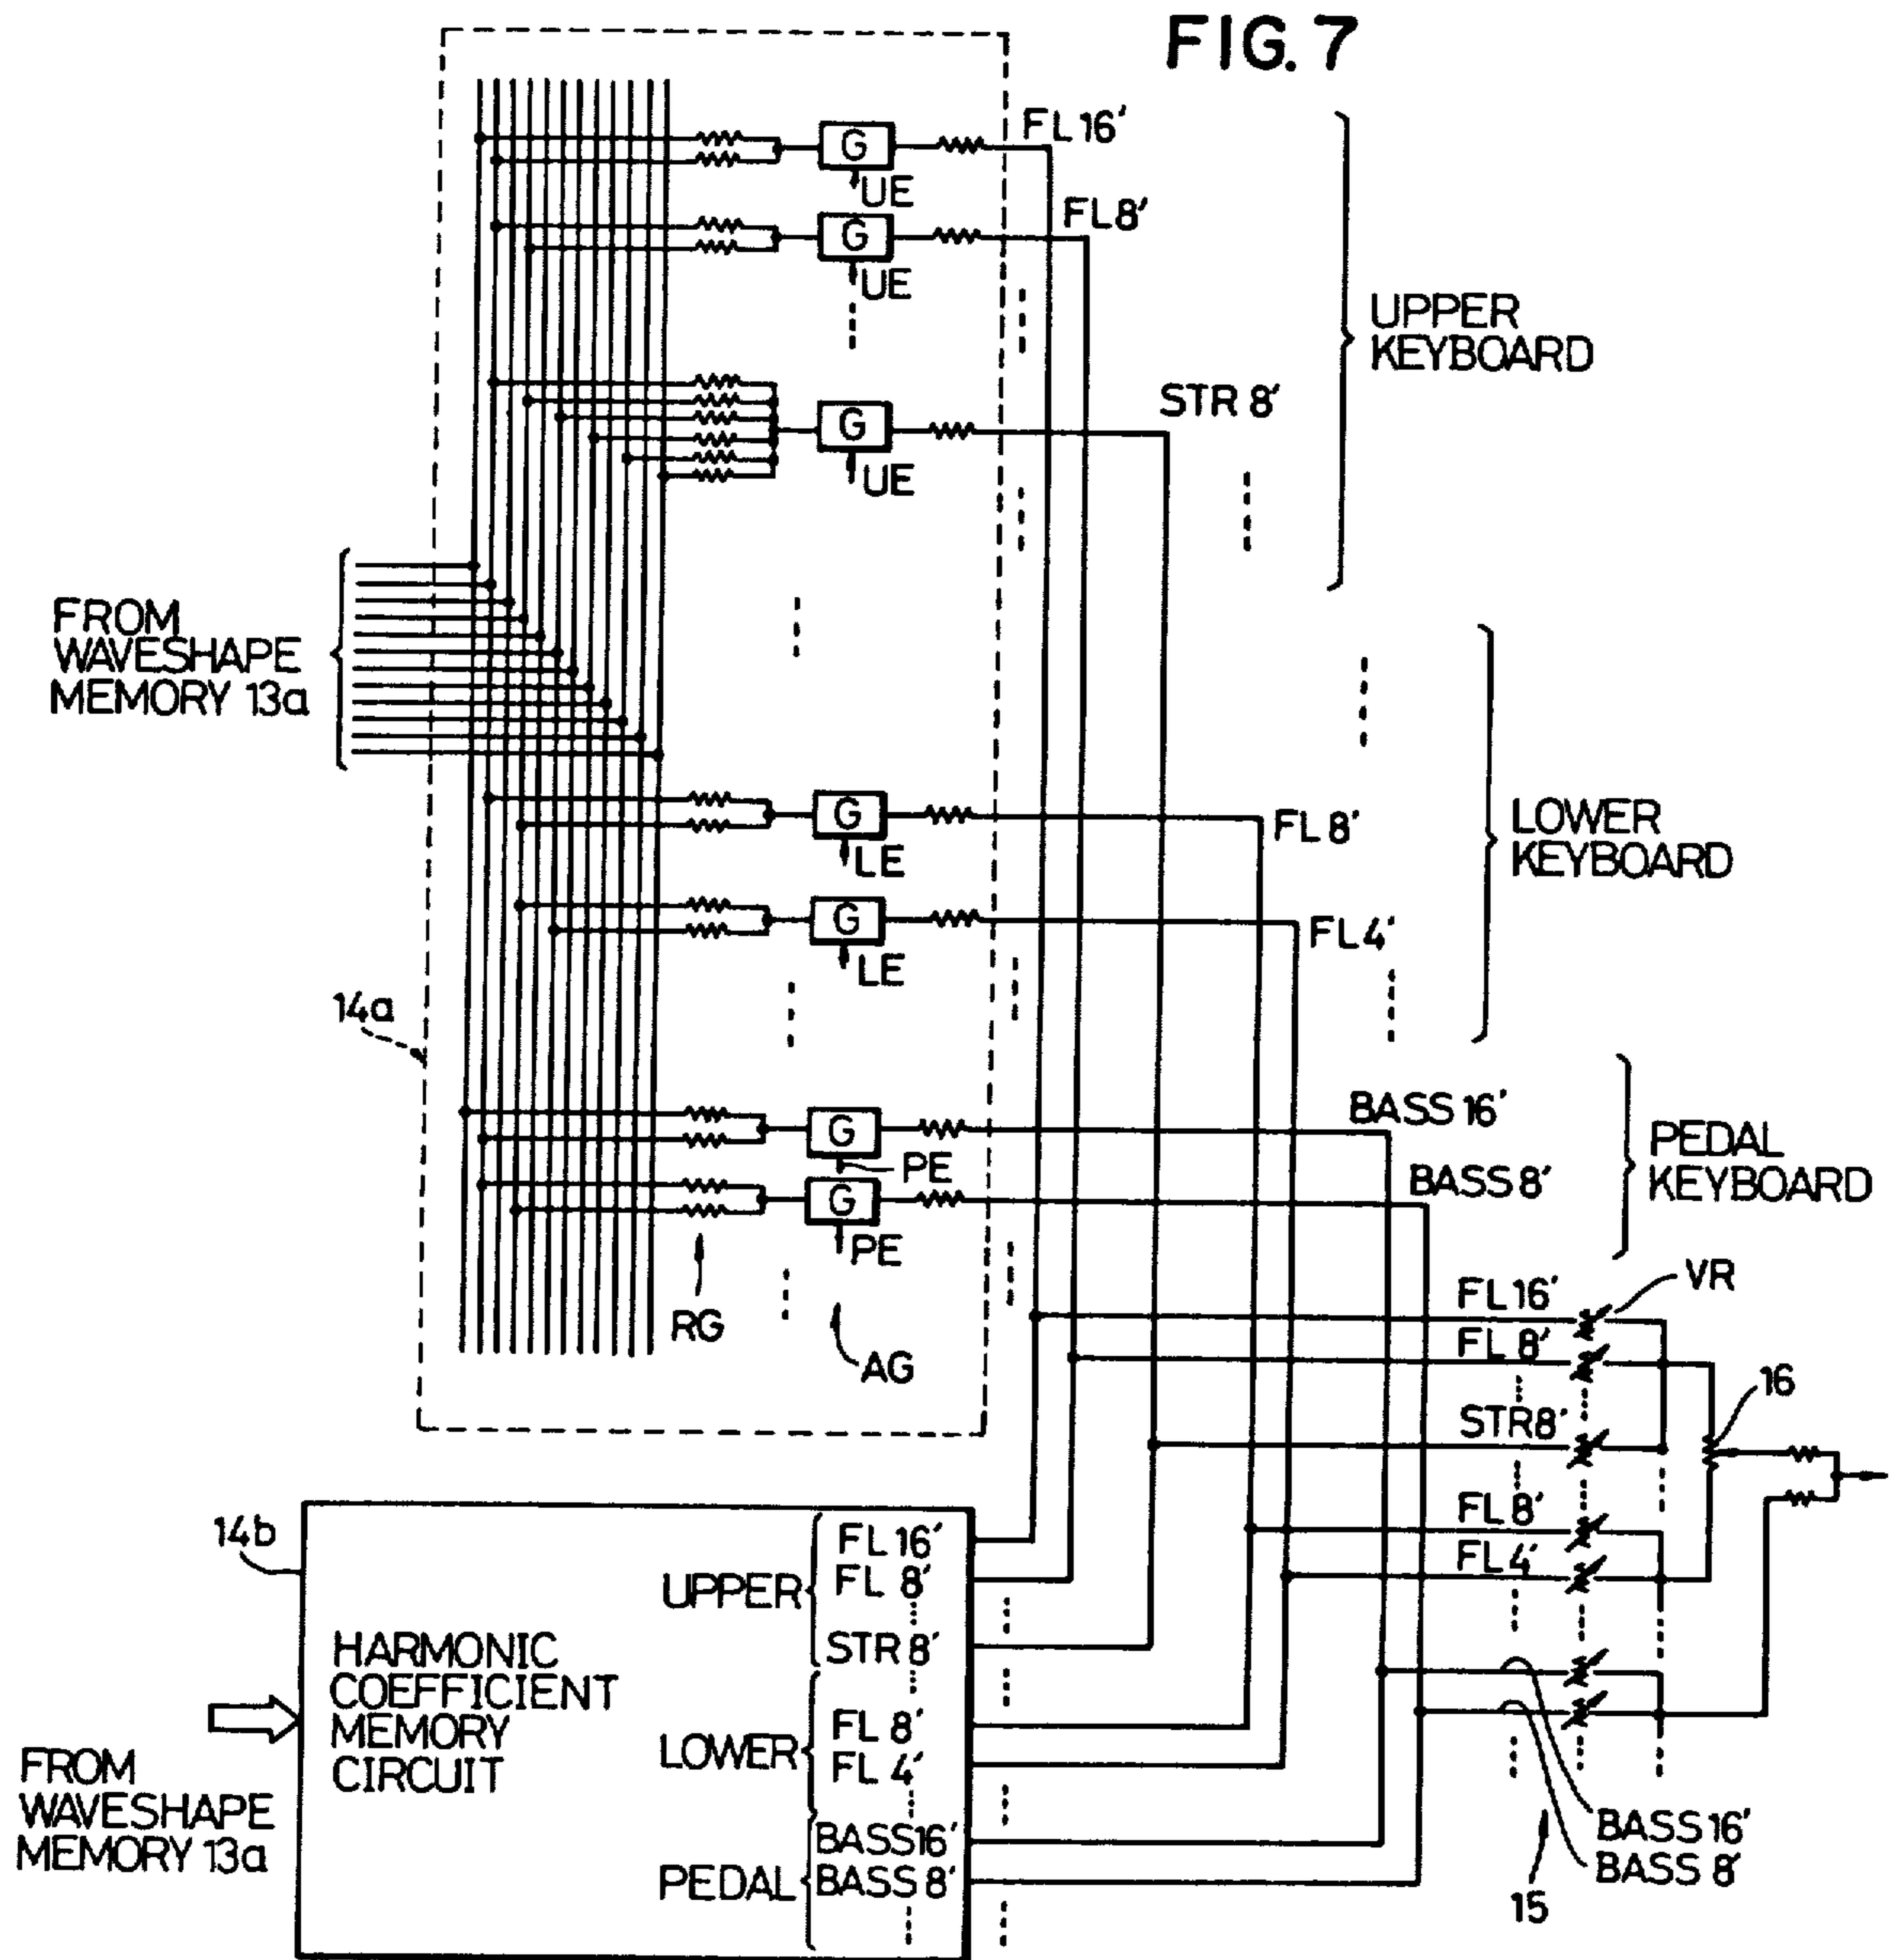 FIG. 7
FL 16'
G
UE
FL 8'
G
UE
UPPER
KEYBOARD
STR 8'
G
UE
FROM
WAVESHAPE
MEMORY 13a
G
FL 8'
LE
LOWER
KEYBOARD
G
FL 4'
LE
14a
BASS 16'
G
PE
PEDAL
KEYBOARD
BASS 8'
G
PE
RG
AG
FL 16'
VR
FL 8'
16
STR 8'
FL 8'
FL 4'
14b
UPPER
FL 16'
FL 8'
STR 8'
HARMONIC
COEFFICIENT
MEMORY
CIRCUIT
LOWER
FL 8'
FL 4'
PEDAL
BASS 16'
BASS 8'
FROM
WAVESHAPE
MEMORY 13a
BASS 16'
BASS 8'
15